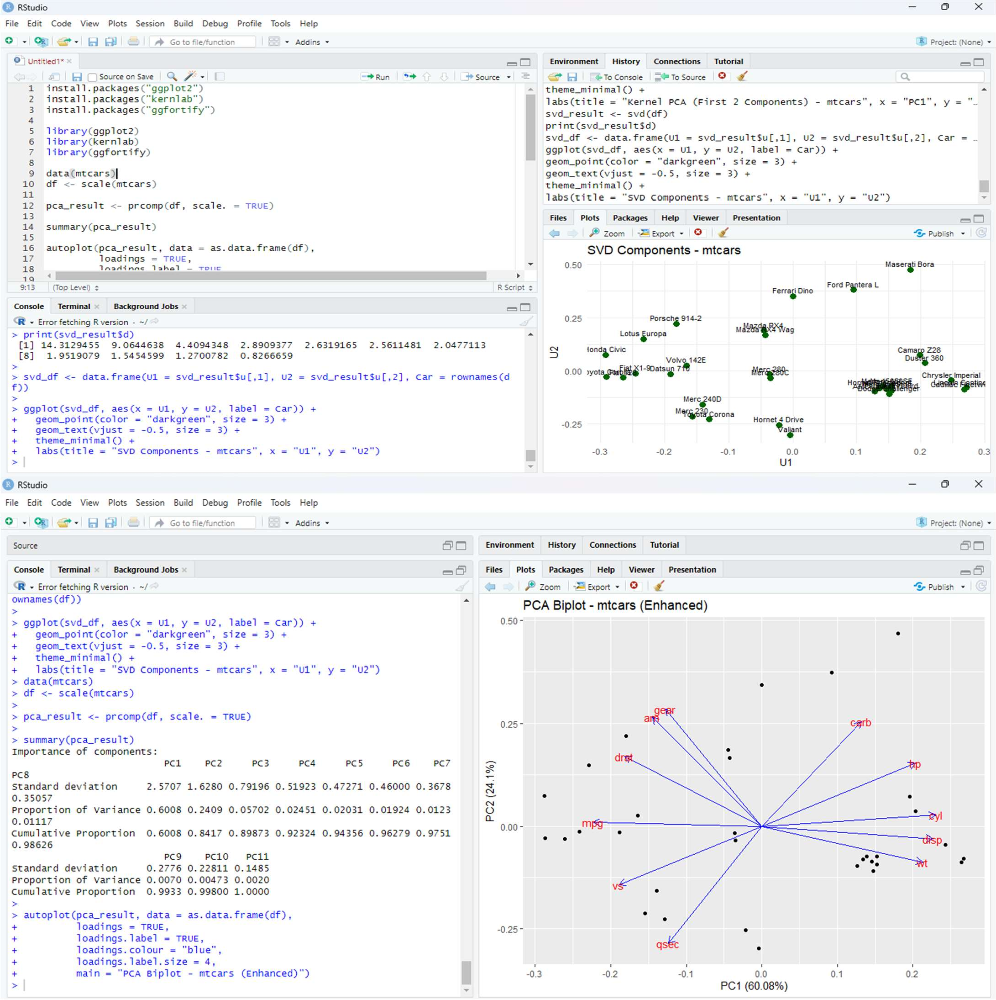 RStudio
File Edit Code View Plots Session Build Debug Profile Tools Help
Go to file/function Addins Project: (None)
Untitled1*
Source on Save Run Source
1 install.packages("ggplot2")
2 install.packages("kernlab")
3 install.packages("ggfortify")
4
5 library(ggplot2)
6 library(kernlab)
7 library(ggfortify)
8
9 data(mtcars)
10 df <- scale(mtcars)
11
12 pca_result <- prcomp(df, scale. = TRUE)
13
14 summary(pca_result)
15
16 autoplot(pca_result, data = as.data.frame(df),
17 loadings = TRUE,
18 loadings.label = TRUE
19
9:13 (Top Level) R Script
Console Terminal Background Jobs
R Error fetching R version · ~/
> print(svd_result$d)
[1] 14.3129455 9.0644638 4.4094348 2.8909377 2.6319165 2.5611481 2.0477113
[8] 1.9519079 1.5454599 1.2700782 0.8266659
>
> svd_df <- data.frame(U1 = svd_result$u[,1], U2 = svd_result$u[,2], Car = rownames(d
f))
>
> ggplot(svd_df, aes(x = U1, y = U2, label = Car)) +
+ geom_point(color = "darkgreen", size = 3) +
+ geom_text(vjust = -0.5, size = 3) +
+ theme_minimal() +
+ labs(title = "SVD Components - mtcars", x = "U1", y = "U2")
>
Environment History Connections Tutorial
To Console To Source
theme_minimal() +
labs(title = "Kernel PCA (First 2 Components) - mtcars", x = "PC1", y = "...
svd_result <- svd(df)
print(svd_result$d)
svd_df <- data.frame(U1 = svd_result$u[,1], U2 = svd_result$u[,2], Car = ...
ggplot(svd_df, aes(x = U1, y = U2, label = Car)) +
geom_point(color = "darkgreen", size = 3) +
geom_text(vjust = -0.5, size = 3) +
theme_minimal() +
labs(title = "SVD Components - mtcars", x = "U1", y = "U2")
Files Plots Packages Help Viewer Presentation
Zoom Export Publish
SVD Components - mtcars
0.50
Maserati Bora
Ford Pantera L
Ferrari Dino
0.25
Porsche 914-2
Mazda RX4
Mazda RX4 Wag
Lotus Europa
Honda Civic
Camaro Z28
Duster 360
U2
Volvo 142E
Fiat X1-9
Datsun 710
0.00
Merc 280
Merc 280C
Toyota Corolla
Chrysler Imperial
Merc 240D
Merc 230
Toyota Corona
Hornet 4 Drive
-0.25
Valiant
-0.3 -0.2 -0.1 0.0 0.1 0.2 0.3
U1
RStudio
File Edit Code View Plots Session Build Debug Profile Tools Help
Go to file/function Addins Project: (None)
Source
Console Terminal Background Jobs
R Error fetching R version · ~/
ownames(df))
>
> ggplot(svd_df, aes(x = U1, y = U2, label = Car)) +
+ geom_point(color = "darkgreen", size = 3) +
+ geom_text(vjust = -0.5, size = 3) +
+ theme_minimal() +
+ labs(title = "SVD Components - mtcars", x = "U1", y = "U2")
> data(mtcars)
> df <- scale(mtcars)
>
> pca_result <- prcomp(df, scale. = TRUE)
>
> summary(pca_result)
Importance of components:
PC1 PC2 PC3 PC4 PC5 PC6 PC7
PC8
Standard deviation 2.5707 1.6280 0.79196 0.51923 0.47271 0.46000 0.3678
0.35057
Proportion of Variance 0.6008 0.2409 0.05702 0.02451 0.02031 0.01924 0.0123
0.01117
Cumulative Proportion 0.6008 0.8417 0.89873 0.92324 0.94356 0.96279 0.9751
0.98626
PC9 PC10 PC11
Standard deviation 0.2776 0.22811 0.1485
Proportion of Variance 0.0070 0.00473 0.0020
Cumulative Proportion 0.9933 0.99800 1.0000
>
> autoplot(pca_result, data = as.data.frame(df),
+ loadings = TRUE,
+ loadings.label = TRUE,
+ loadings.colour = "blue",
+ loadings.label.size = 4,
+ main = "PCA Biplot - mtcars (Enhanced)")
>
Environment History Connections Tutorial
Files Plots Packages Help Viewer Presentation
Zoom Export Publish
PCA Biplot - mtcars (Enhanced)
0.50
gear
am
carb
0.25
drat
hp
PC2 (24.1%)
mpg
cyl
0.00
disp
wt
vs
-0.25
qsec
-0.3 -0.2 -0.1 0.0 0.1 0.2
PC1 (60.08%)